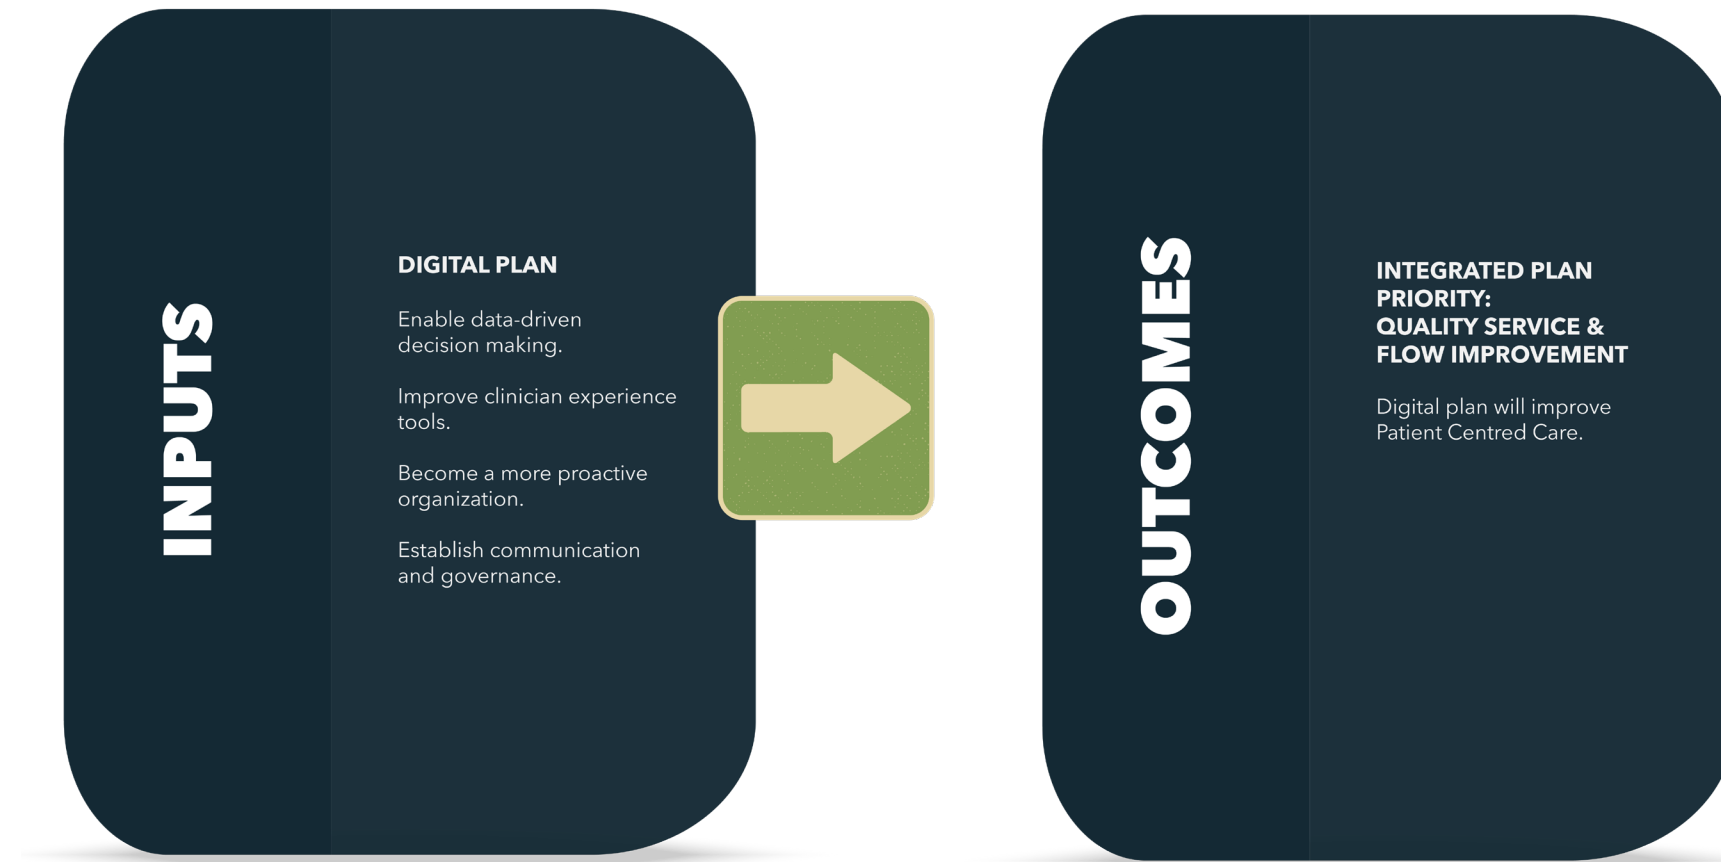 INPUTS
DIGITAL PLAN
Enable data-driven
decision making.
Improve clinician experience
tools.
Become a more proactive
organization.
Establish communication
and governance.
OUTCOMES
INTEGRATED PLAN
PRIORITY:
QUALITY SERVICE &
FLOW IMPROVEMENT
Digital plan will improve
Patient Centred Care.